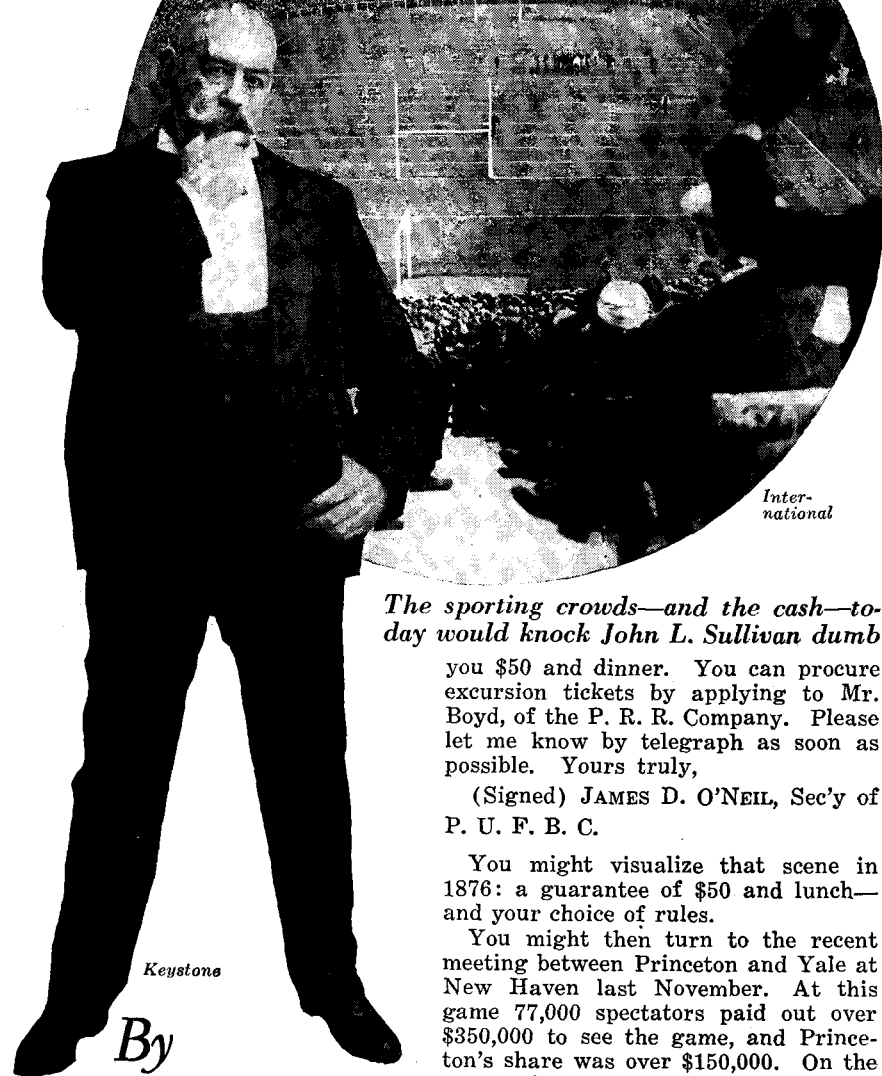 Inter-
national
The sporting crowds—and the cash—to-
day would knock John L. Sullivan dumb
you $50 and dinner. You can procure
excursion tickets by applying to Mr.
Boyd, of the P. R. R. Company. Please
let me know by telegraph as soon as
possible. Yours truly,
(Signed) JAMES D. O'NEIL, Sec'y of
P. U. F. B. C.
You might visualize that scene in
1876: a guarantee of $50 and lunch—
and your choice of rules.
You might then turn to the recent
meeting between Princeton and Yale at
New Haven last November. At this
game 77,000 spectators paid out over
$350,000 to see the game, and Prince-
ton's share was over $150,000. On the
Keystone
By